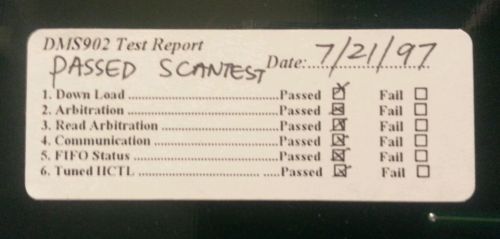 DMS902 Test Report
PASSED SCANTEST Date: 7/21/97
1. Down Load Passed ☒ Fail ☐
2. Arbitration Passed ☒ Fail ☐
3. Read Arbitration Passed ☒ Fail ☐
4. Communication Passed ☒ Fail ☐
5. FIFO Status Passed ☒ Fail ☐
6. Tuned IICTL Passed ☒ Fail ☐